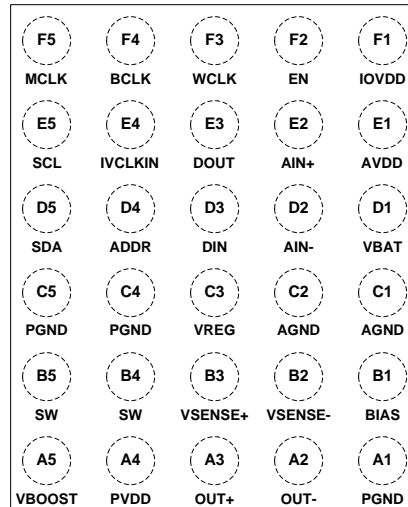 F5 F4 F3 F2 F1
MCLK BCLK WCLK EN IOVDD
E5 E4 E3 E2 E1
SCL IVCLKIN DOUT AIN+ AVDD
D5 D4 D3 D2 D1
SDA ADDR DIN AIN- VBAT
C5 C4 C3 C2 C1
PGND PGND VREG AGND AGND
B5 B4 B3 B2 B1
SW SW VSENSE+ VSENSE- BIAS
A5 A4 A3 A2 A1
VBOOST PVDD OUT+ OUT- PGND